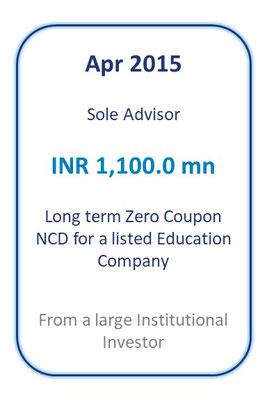 Apr 2015
Sole Advisor
INR 1,100.0 mn
Long term Zero Coupon
NCD for a listed Education
Company
From a large Institutional
Investor